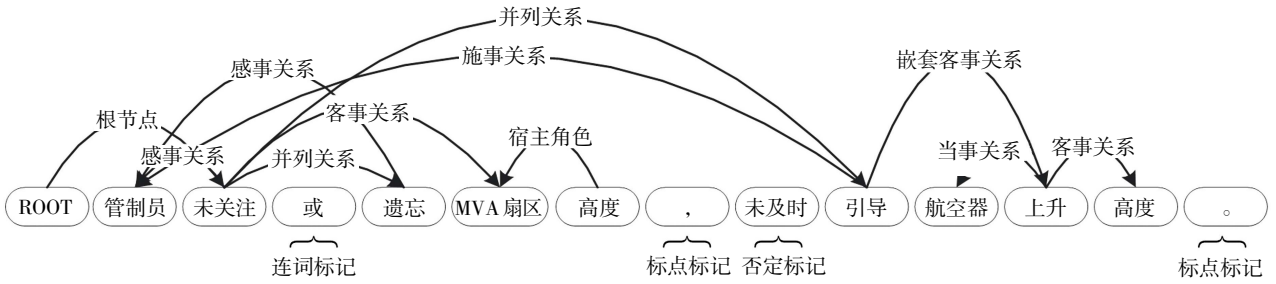 并列关系
施事关系
感事关系
嵌套客事关系
客事关系
根节点
宿主角色
感事关系
并列关系
当事关系
客事关系
ROOT 管制员 未关注 或 遗忘 MVA扇区 高度 , 未及时 引导 航空器 上升 高度 。
连词标记 标点标记 否定标记 标点标记